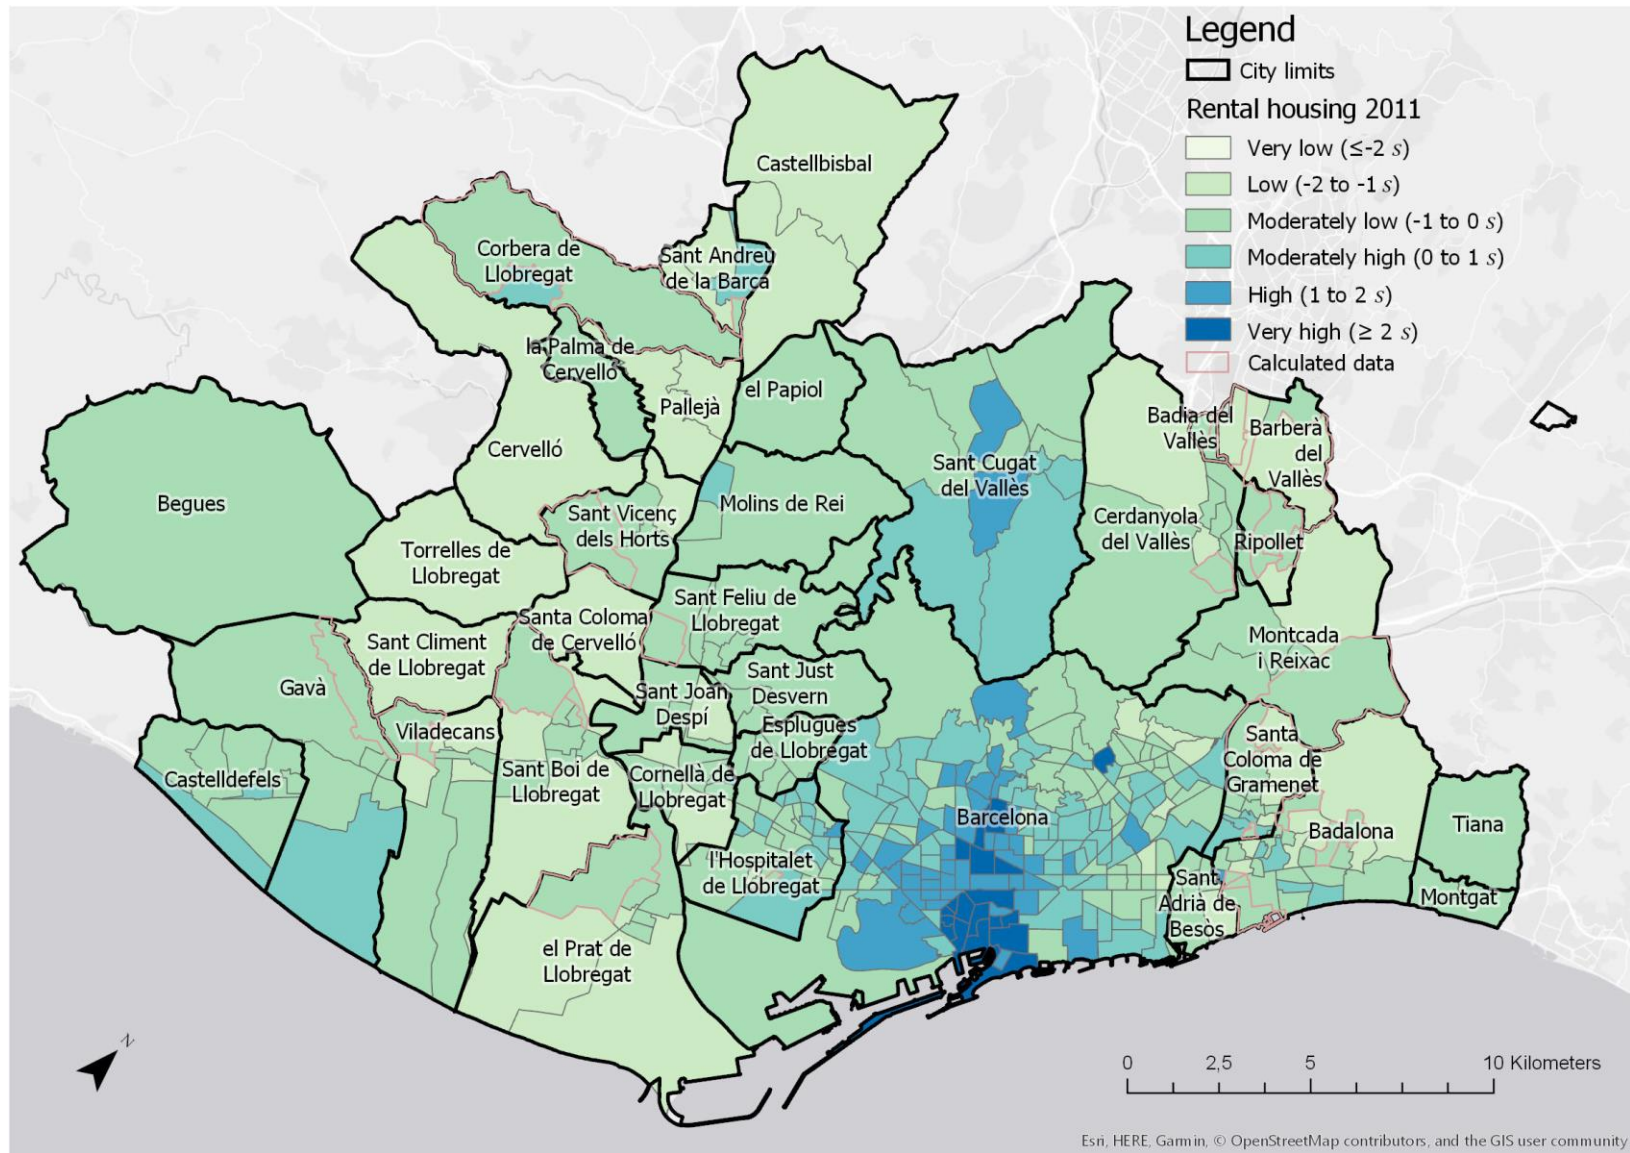 Legend
City limits
Rental housing 2011
Very low (≤-2 s)
Low (-2 to -1 s)
Moderately low (-1 to 0 s)
Moderately high (0 to 1 s)
High (1 to 2 s)
Very high (≥ 2 s)
Calculated data
Castellbisbal
Corbera de
Llobregat
Sant Andreu
de la Barca
la Palma de
Cervelló
Pallejà
el Papiol
Cervelló
Begues
Torrelles de
Llobregat
Sant Vicenç
dels Horts
Molins de Rei
Sant Cugat
del Vallès
Badia del
Vallès
Barberà
del
Vallès
Cerdanyola
del Vallès
Ripollet
Sant Climent
de Llobregat
Santa Coloma
de Cervelló
Sant Feliu de
Llobregat
Montcada
i Reixac
Gavà
Viladecans
Sant Joan
Despí
Sant Just
Desvern
Esplugues
de Llobregat
Castelldefels
Sant Boi de
Llobregat
Cornellà de
Llobregat
Santa
Coloma de
Gramenet
Barcelona
Badalona
Tiana
l'Hospitalet
de Llobregat
Sant
Adrià de
Besòs
Montgat
el Prat de
Llobregat
N
0 2,5 5 10 Kilometers
Esri, HERE, Garmin, © OpenStreetMap contributors, and the GIS user community